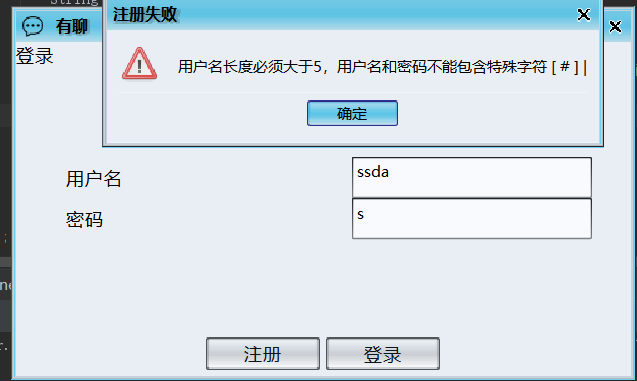 String
注册失败
有聊
登录
用户名长度必须大于5，用户名和密码不能包含特殊字符 [ # ] |
确定
用户名
ssda
密码
s
;
ne
r.
注册
登录